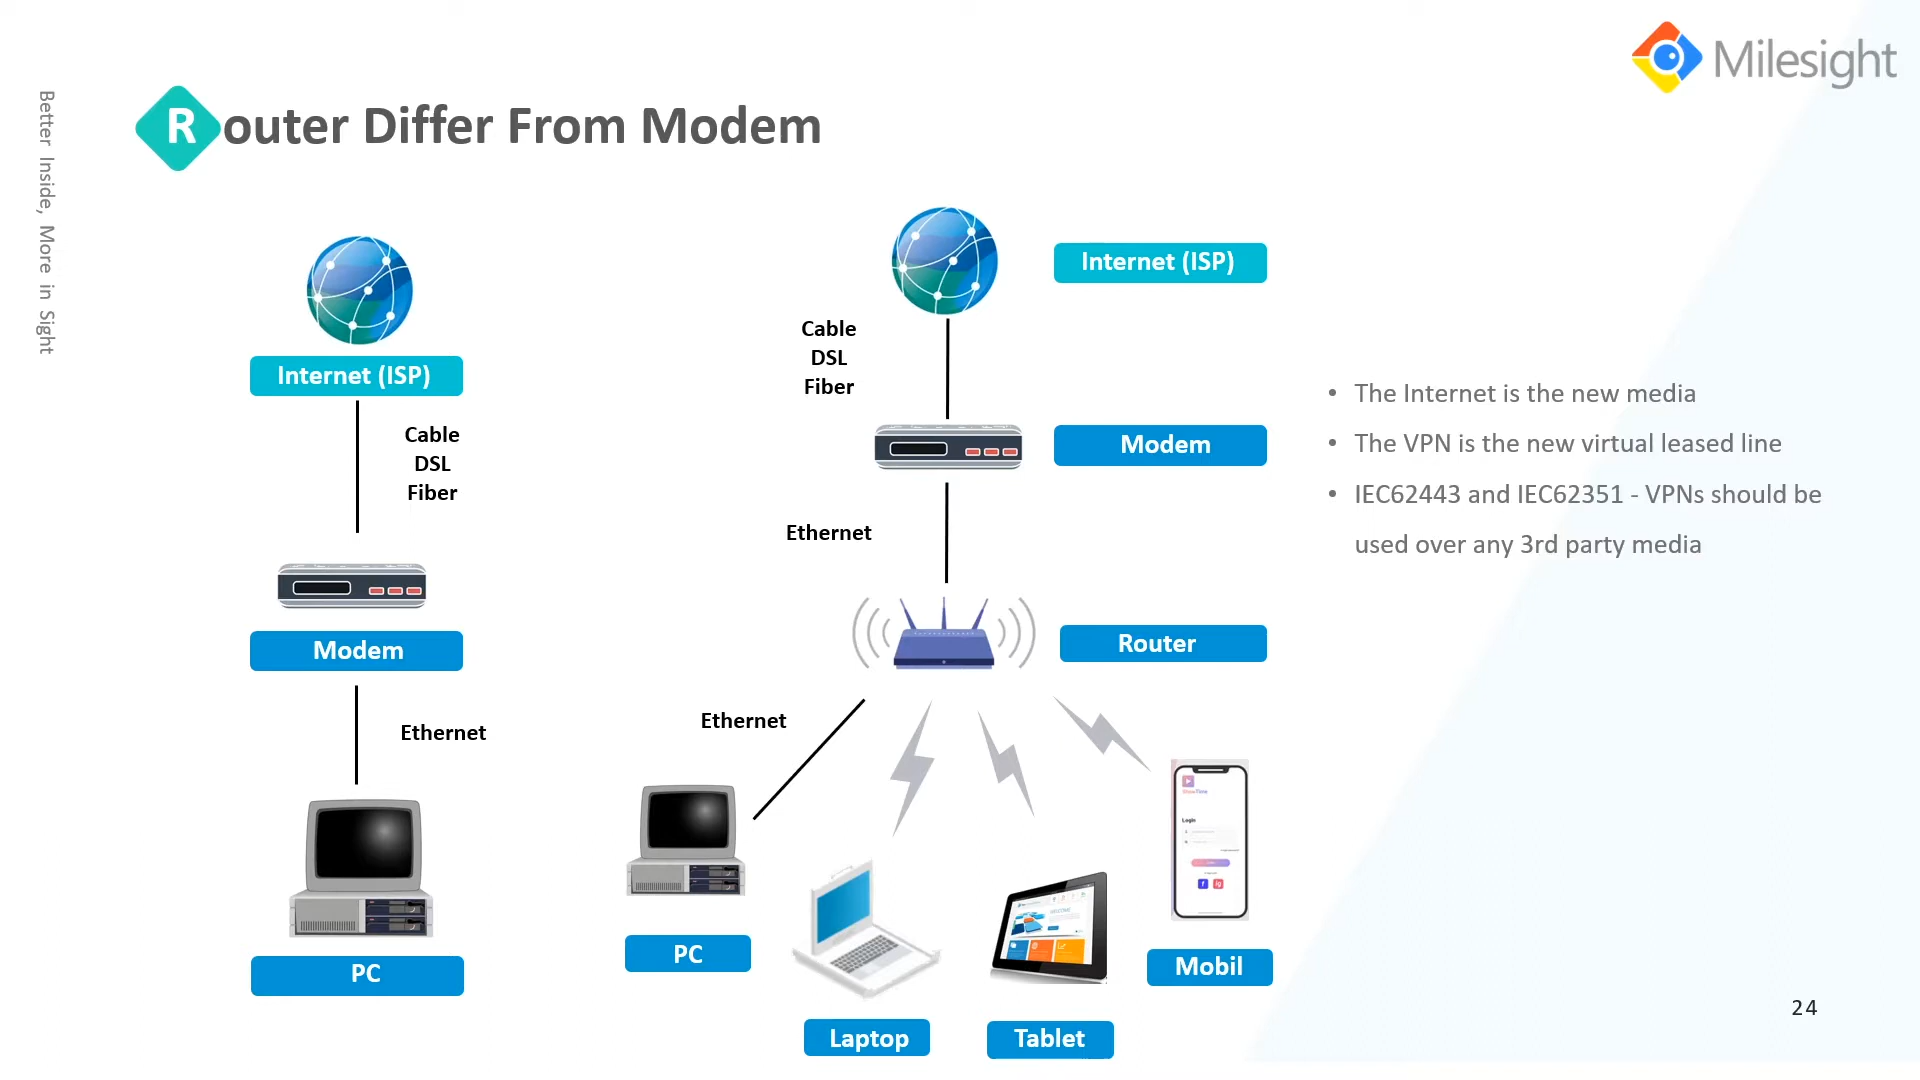 Milesight
Better Inside, More in Sight
Router Differ From Modem
Internet (ISP)
Cable
DSL
Fiber
Modem
Ethernet
PC
Internet (ISP)
Cable
DSL
Fiber
Modem
Ethernet
Router
Ethernet
PC
Laptop
Tablet
Login
Mobil
• The Internet is the new media
• The VPN is the new virtual leased line
• IEC62443 and IEC62351 - VPNs should be
used over any 3rd party media
24